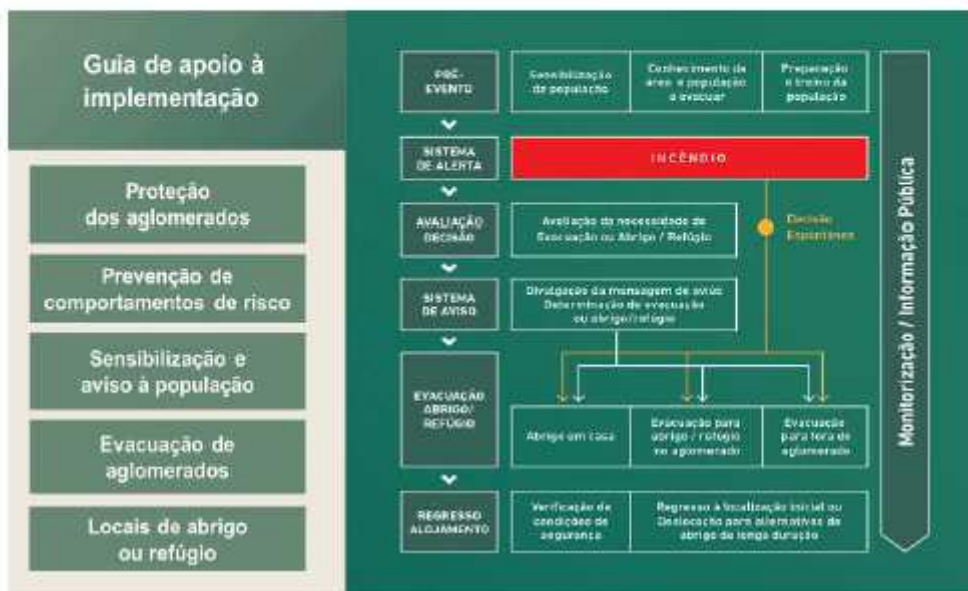 Guia de apoio à
implementação
Proteção
dos aglomerados
Prevenção de
comportamentos de risco
Sensibilização e
aviso à população
Evacuação de
aglomerados
Locais de abrigo
ou refúgio
PRÉ-
EVENTO
Sensibilização
da população
Conhecimento da
área e população
a evacuar
Preparação
e treino da
população
SISTEMA
DE ALERTA
INCÊNDIO
AVALIAÇÃO
DECISÃO
Avaliação da necessidade de
Evacuação ou Abrigo / Refúgio
Decisão
Espontânea
SISTEMA
DE AVISO
Divulgação da mensagem de aviso
Determinação de evacuação
ou abrigo/refúgio
EVACUAÇÃO
ABRIGO/
REFÚGIO
Abrigo em casa
Evacuação para
abrigo / refúgio
no aglomerado
Evacuação
para fora do
aglomerado
REGRESSO
ALOJAMENTO
Verificação de
condições de
segurança
Regresso à localização inicial ou
Deslocação para alternativas de
abrigo de longa duração
Monitorização / Informação Pública